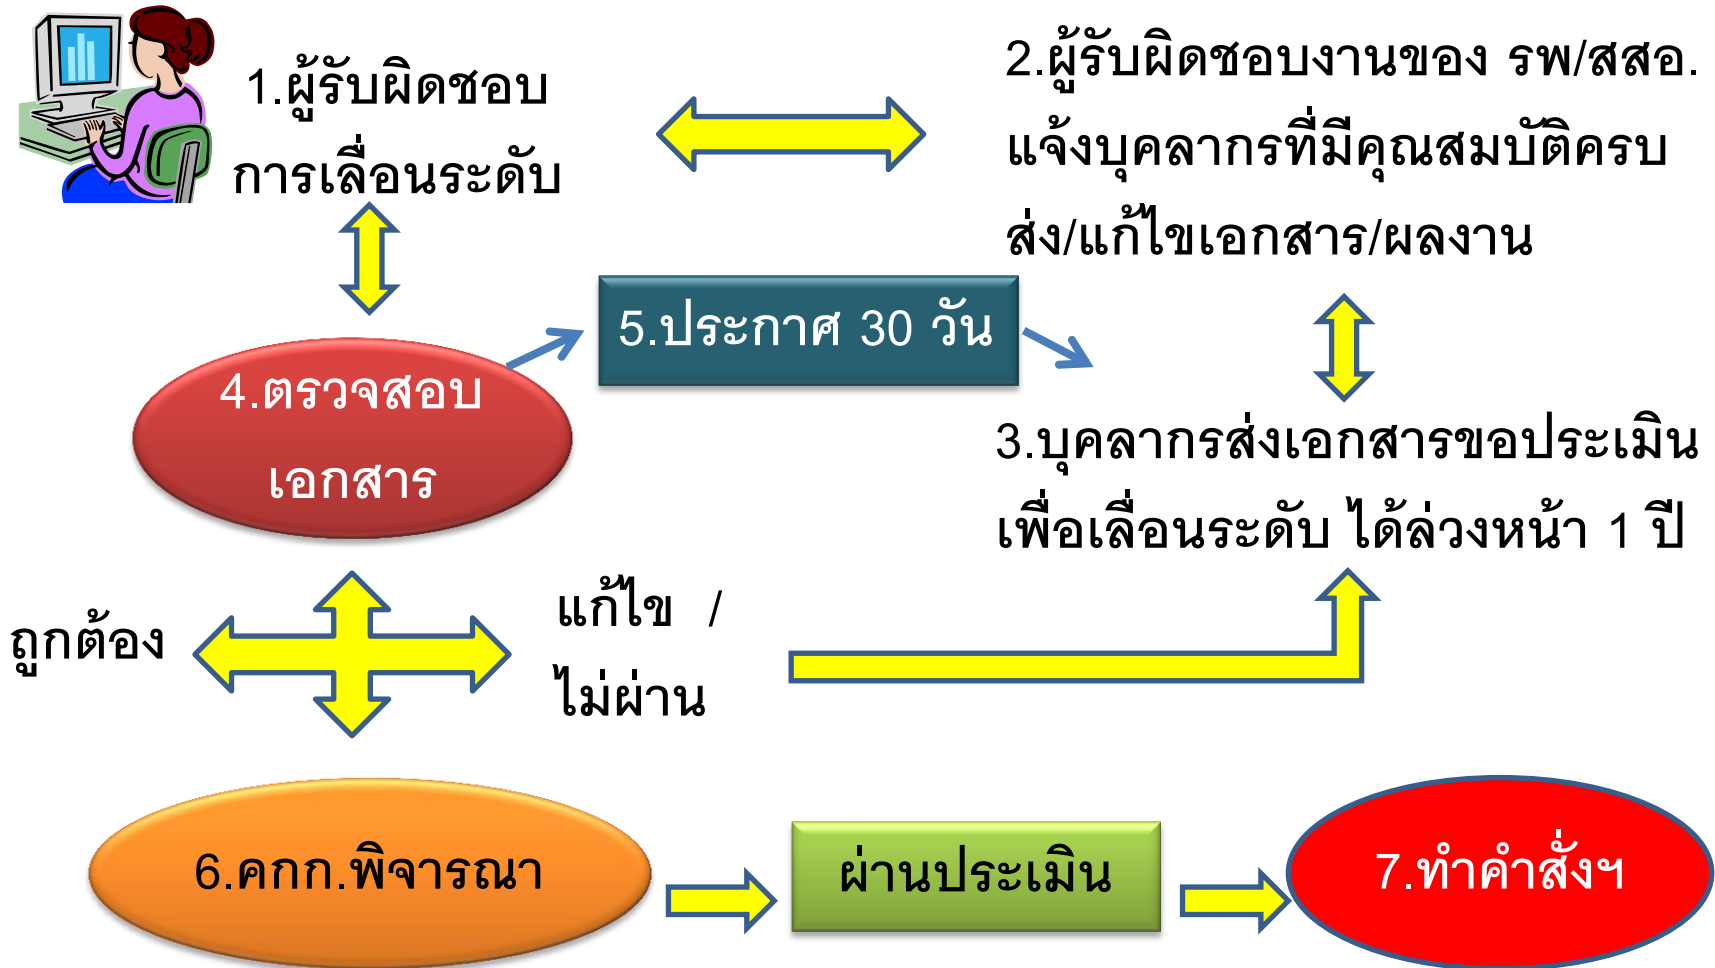 1.ผู้รับผิดชอบ
การเลื่อนระดับ
2.ผู้รับผิดชอบงานของ รพ/สสอ.
แจ้งบุคลากรที่มีคุณสมบัติครบ
ส่ง/แก้ไขเอกสาร/ผลงาน
5.ประกาศ 30 วัน
4.ตรวจสอบ
เอกสาร
3.บุคลากรส่งเอกสารขอประเมิน
เพื่อเลื่อนระดับ ได้ล่วงหน้า 1 ปี
ถูกต้อง
แก้ไข /
ไม่ผ่าน
6.คกก.พิจารณา
ผ่านประเมิน
7.ทำคำสั่งฯ